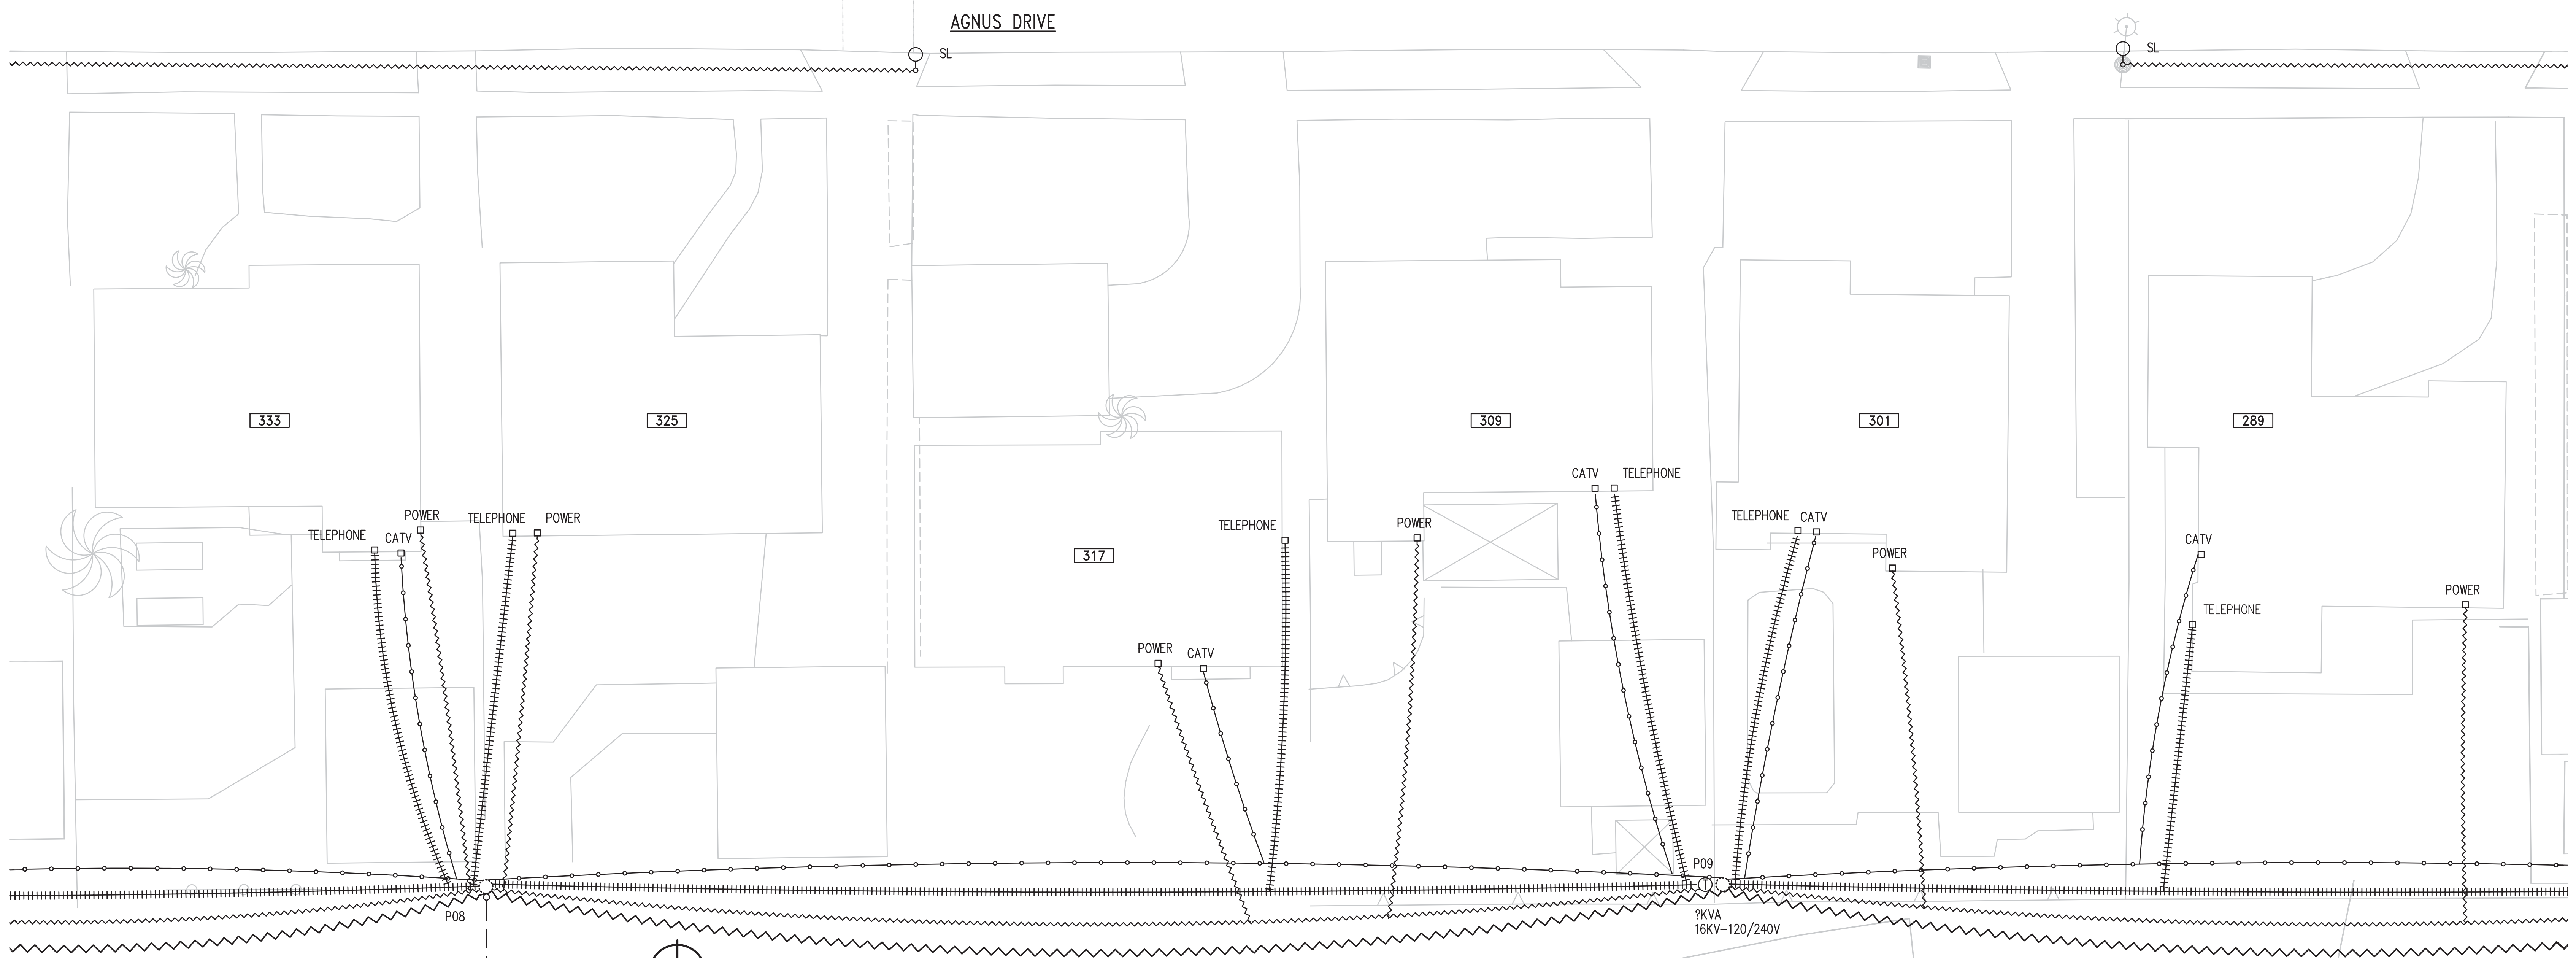 AGNUS DRIVE
SL
SL
333
325
309
301
289
CATV
TELEPHONE
POWER
TELEPHONE
POWER
TELEPHONE
CATV
TELEPHONE
POWER
TELEPHONE
CATV
POWER
CATV
317
POWER
TELEPHONE
POWER
CATV
P09
P08
?KVA
16KV-120/240V
T